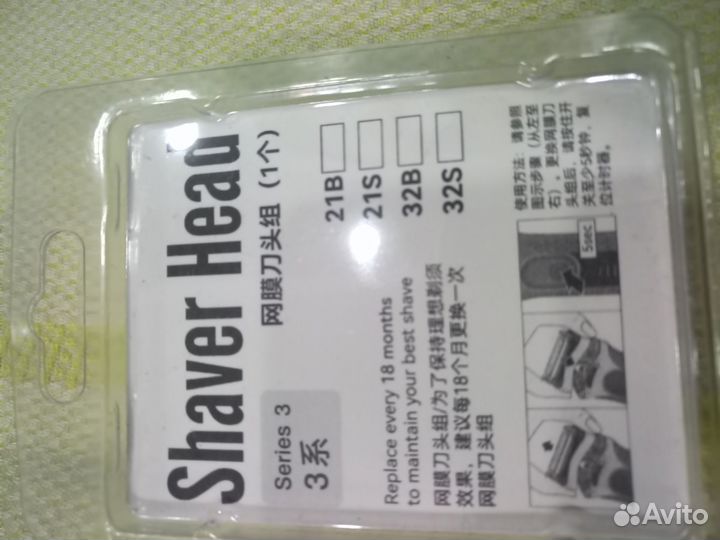 Shaver Head
网膜刀头组（1个）
Series 3
3系
21B
21S
32B
32S
Replace every 18 months
to maintain your best shave
网膜刀头组/为了保持理想剃须
效果，建议每18个月更换一次
网膜刀头组
使用方法：请参照
图示步骤（从左至
右）。更换网膜刀
头组后，请按住开
关至少5秒钟，复
位计时器。
5sec
Avito